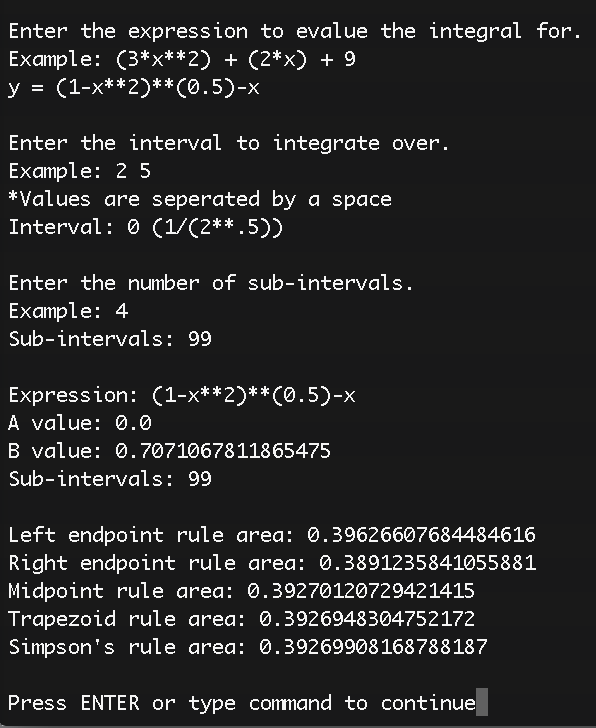 Enter the expression to evalue the integral for.
Example: (3*x**2) + (2*x) + 9
y = (1-x**2)**(0.5)-x
Enter the interval to integrate over.
Example: 2 5
*Values are seperated by a space
Interval: 0 (1/(2**.5))
Enter the number of sub-intervals.
Example: 4
Sub-intervals: 99
Expression: (1-x**2)**(0.5)-x
A value: 0.0
B value: 0.7071067811865475
Sub-intervals: 99
Left endpoint rule area: 0.39626607684484616
Right endpoint rule area: 0.3891235841055881
Midpoint rule area: 0.39270120729421415
Trapezoid rule area: 0.3926948304752172
Simpson's rule area: 0.39269908168788187
Press ENTER or type command to continue